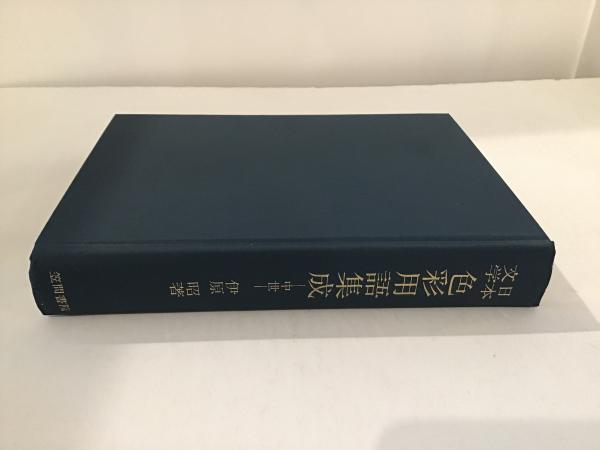 日本
文学
色彩用語集成
―中世―
伊原昭著
笠間書院